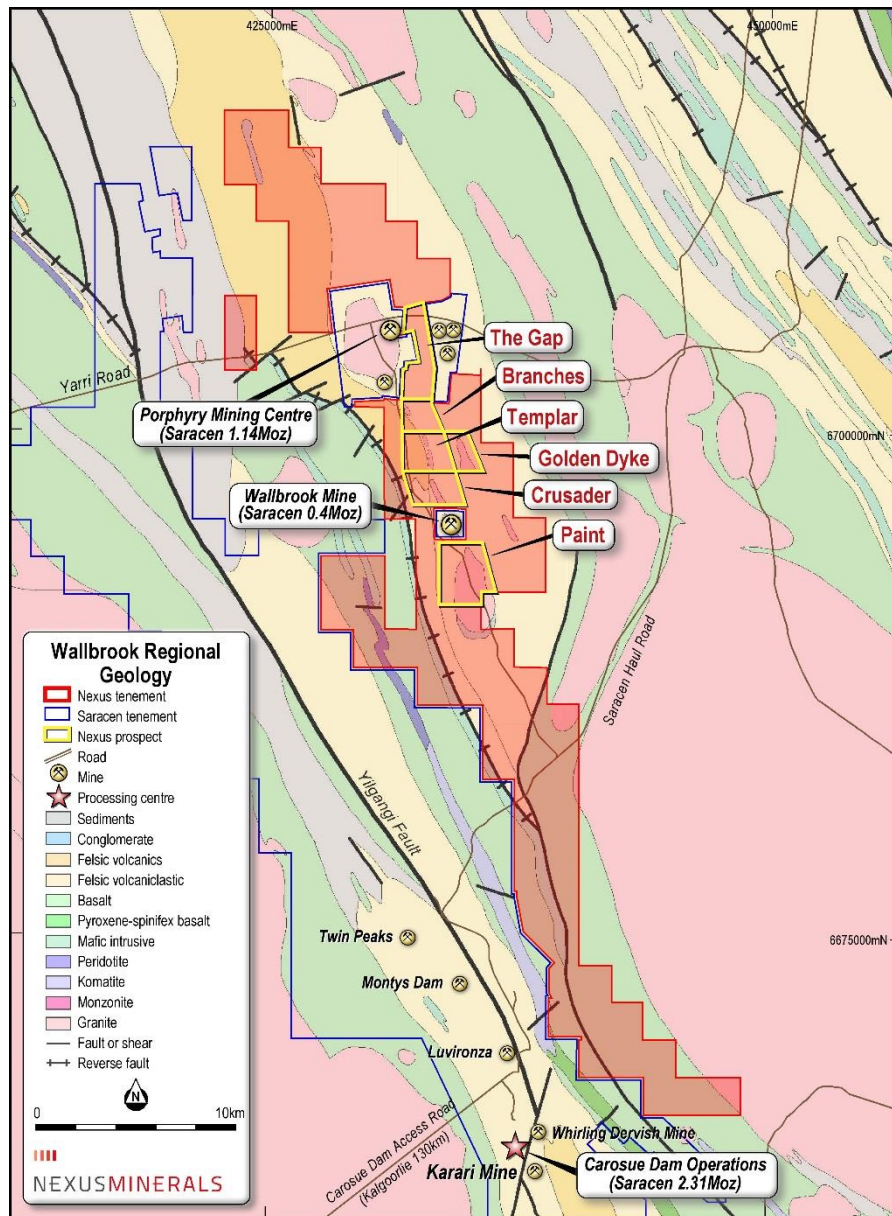 425000mE
450000mE
The Gap
Yarri Road
Branches
Porphyry Mining Centre
(Saracen 1.14Moz)
Templar
6700000mN
Golden Dyke
Wallbrook Mine
(Saracen 0.4Moz)
Crusader
Paint
Saracen Haul Road
Yilgangi Fault
Wallbrook Regional
Geology
Nexus tenement
Saracen tenement
Nexus prospect
Road
Mine
Processing centre
Sediments
Conglomerate
Felsic volcanics
Felsic volcaniclastic
Basalt
Pyroxene-spinifex basalt
Mafic intrusive
Peridotite
Komatite
Monzonite
Granite
Fault or shear
Reverse fault
N
0 10km
NEXUSMINERALS
Twin Peaks
6675000mN
Montys Dam
Luvironza
Carosue Dam Access Road
(Kalgoortie 130km)
Whirling Dervish Mine
Karari Mine
Carosue Dam Operations
(Saracen 2.31Moz)